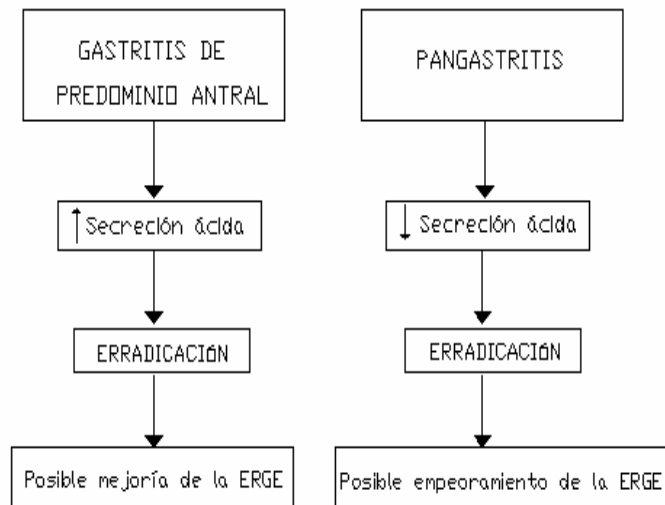 GASTRITIS DE
PREDOMINIO ANTRAL
↑ Secreción ácida
ERRADICACIÓN
Posible mejoría de la ERGE
PANGASTRITIS
↓ Secreción ácida
ERRADICACIÓN
Posible empeoramiento de la ERGE